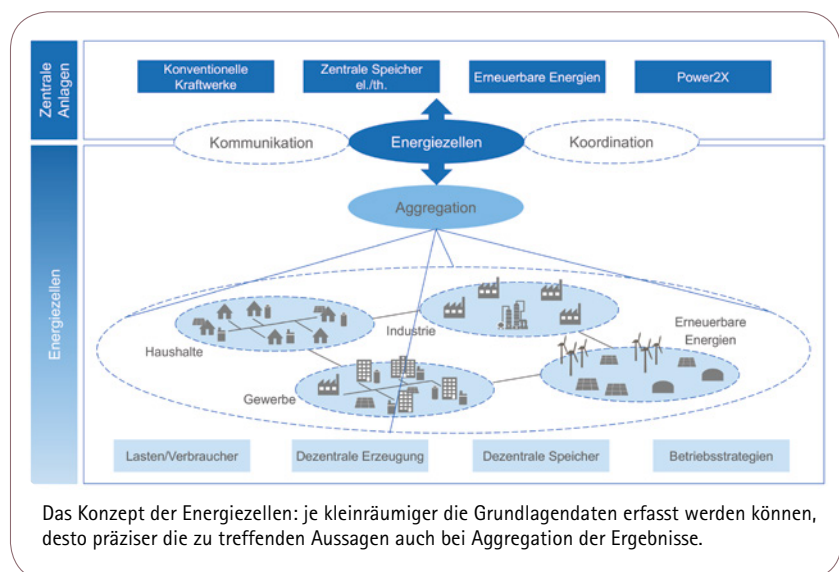 Zentrale
Anlagen
Konventionelle
Kraftwerke
Zentrale Speicher
el./th.
Erneuerbare Energien
Power2X
Kommunikation
Energiezellen
Koordination
Energiezellen
Aggregation
Haushalte
Industrie
Gewerbe
Erneuerbare
Energien
Lasten/Verbraucher
Dezentrale Erzeugung
Dezentrale Speicher
Betriebsstrategien
Das Konzept der Energiezellen: je kleinräumiger die Grundlagendaten erfasst werden können,
desto präziser die zu treffenden Aussagen auch bei Aggregation der Ergebnisse.